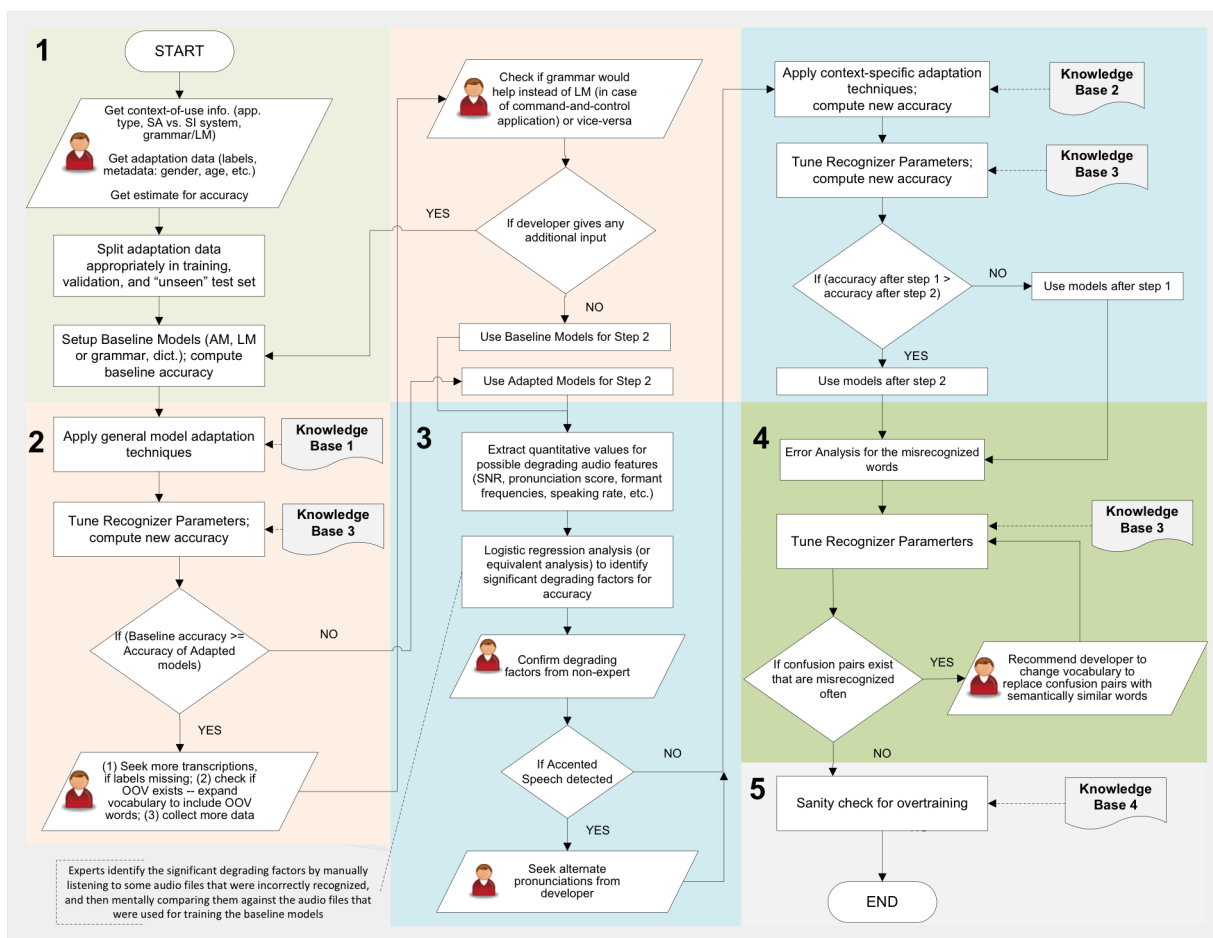 1
START
Get context-of-use info. (app.
type, SA vs. SI system,
grammar/LM)
Get adaptation data (labels,
metadata: gender, age, etc.)
Get estimate for accuracy
Split adaptation data
appropriately in training,
validation, and “unseen” test set
Setup Baseline Models (AM, LM
or grammar, dict.); compute
baseline accuracy
2
Apply general model adaptation
techniques
Knowledge
Base 1
Tune Recognizer Parameters;
compute new accuracy
Knowledge
Base 3
If (Baseline accuracy >=
Accuracy of Adapted
models)
NO
YES
(1) Seek more transcriptions,
if labels missing; (2) check if
OOV exists -- expand
vocabulary to include OOV
words; (3) collect more data
Experts identify the significant degrading factors by manually
listening to some audio files that were incorrectly recognized,
and then mentally comparing them against the audio files that
were used for training the baseline models
Check if grammar would
help instead of LM (in case
of command-and-control
application) or vice-versa
If developer gives any
additional input
YES
NO
Use Baseline Models for Step 2
Use Adapted Models for Step 2
3
Extract quantitative values for
possible degrading audio features
(SNR, pronunciation score, formant
frequencies, speaking rate, etc.)
Logistic regression analysis (or
equivalent analysis) to identify
significant degrading factors for
accuracy
Confirm degrading
factors from non-expert
If Accented
Speech detected
NO
YES
Seek alternate
pronunciations from
developer
Apply context-specific adaptation
techniques;
compute new accuracy
Knowledge
Base 2
Tune Recognizer Parameters;
compute new accuracy
Knowledge
Base 3
If (accuracy after step 1 >
accuracy after step 2)
NO
Use models after step 1
YES
Use models after step 2
4
Error Analysis for the misrecognized
words
Tune Recognizer Paramerters
Knowledge
Base 3
If confusion pairs exist
that are misrecognized
often
YES
Recommend developer to
change vocabulary to
replace confusion pairs with
semantically similar words
NO
5
Sanity check for overtraining
Knowledge
Base 4
END